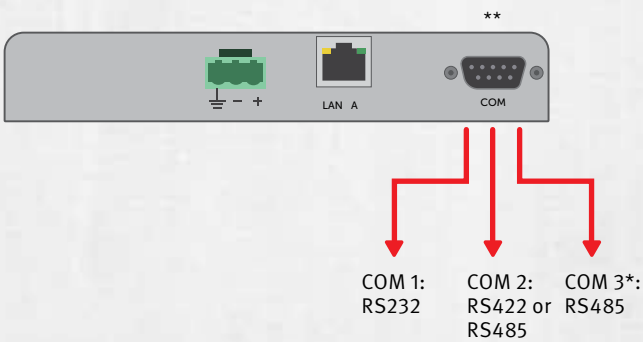 **
⏚ - +
LAN A
COM
COM 1:
RS232
COM 2:
RS422 or
RS485
COM 3*:
RS485